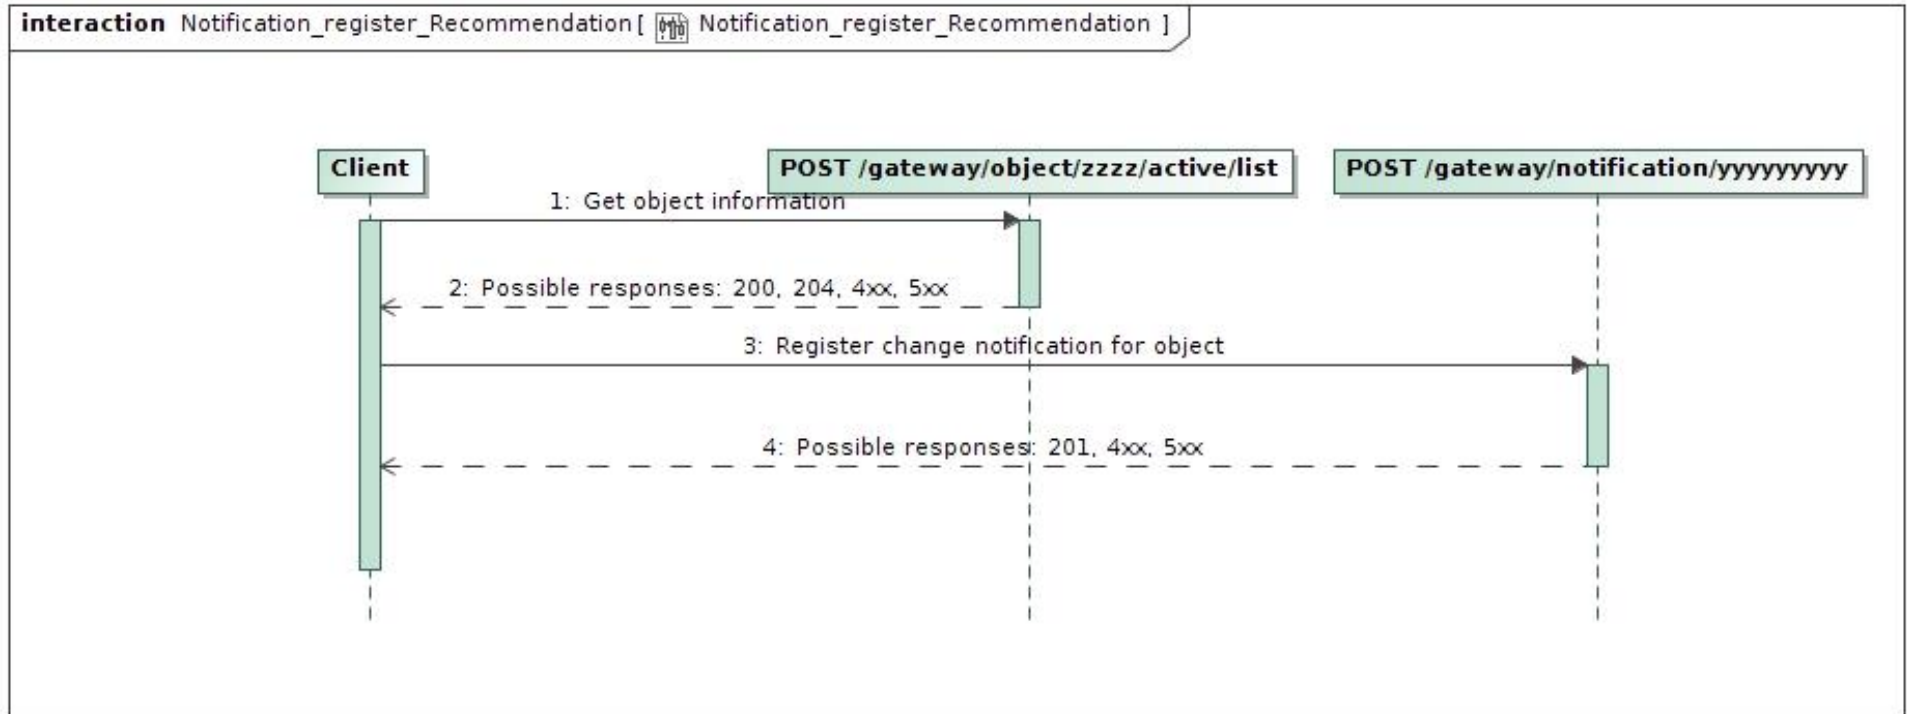 interaction Notification_register_Recommendation [ Notification_register_Recommendation ]
Client
POST /gateway/object/zzzz/active/list
POST /gateway/notification/yyyyyyyyy
1: Get object information
2: Possible responses: 200, 204, 4xx, 5xx
3: Register change notification for object
4: Possible responses: 201, 4xx, 5xx